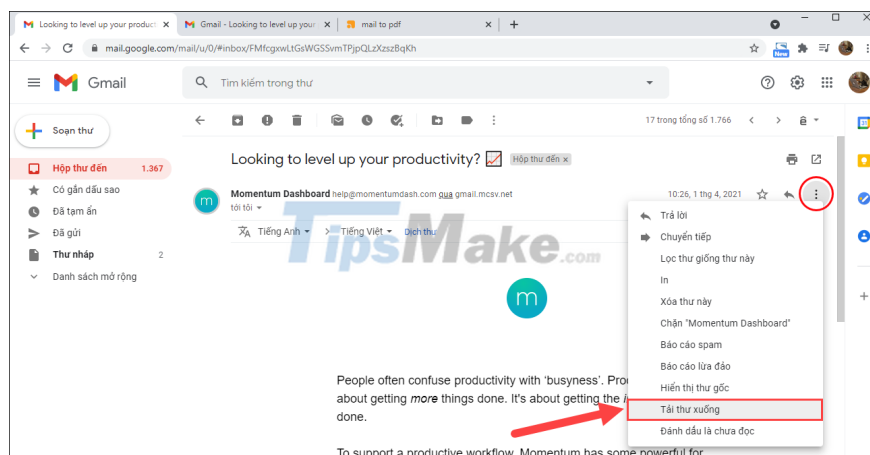 Looking to level up your product
Gmail - Looking to level up your
mail to pdf
mail.google.com/mail/u/0/#inbox/FMfcgxwLtGsWGSSvmTPjpQLzXzszBqKh
New
Gmail
Tìm kiếm trong thư
Soạn thư
17 trong tổng số 1.766
31
Hộp thư đến 1.367
Có gắn dấu sao
Đã tạm ẩn
Đã gửi
Thư nháp 2
Danh sách mở rộng
Looking to level up your productivity? Hộp thư đến x
m
Momentum Dashboard help@momentumdash.com qua gmail.mcsv.net
10:26, 1 thg 4, 2021
tới tôi
Tiếng Anh > Tiếng Việt Dịch thư
TipsMake.com
m
Trả lời
Chuyển tiếp
Lọc thư giống thư này
In
Xóa thư này
Chặn "Momentum Dashboard"
Báo cáo spam
Báo cáo lừa đảo
Hiển thị thư gốc
Tải thư xuống
Đánh dấu là chưa đọc
People often confuse productivity with 'busyness'. Pro
about getting more things done. It's about getting the
done.
To support a productive workflow, Momentum has some powerful for